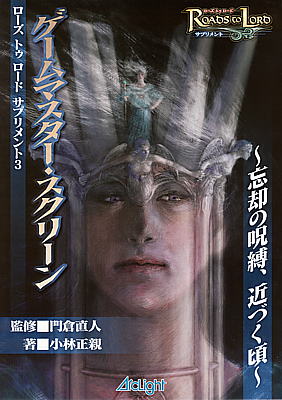 ローズ トゥ ロード
ROADS TO LORD
サプリメント
ローズ トゥ ロード サプリメント3
ゲームマスター・スクリーン
～忘却の呪縛、近づく頃～
監修■門倉直人
著■小林正親
ArcLight